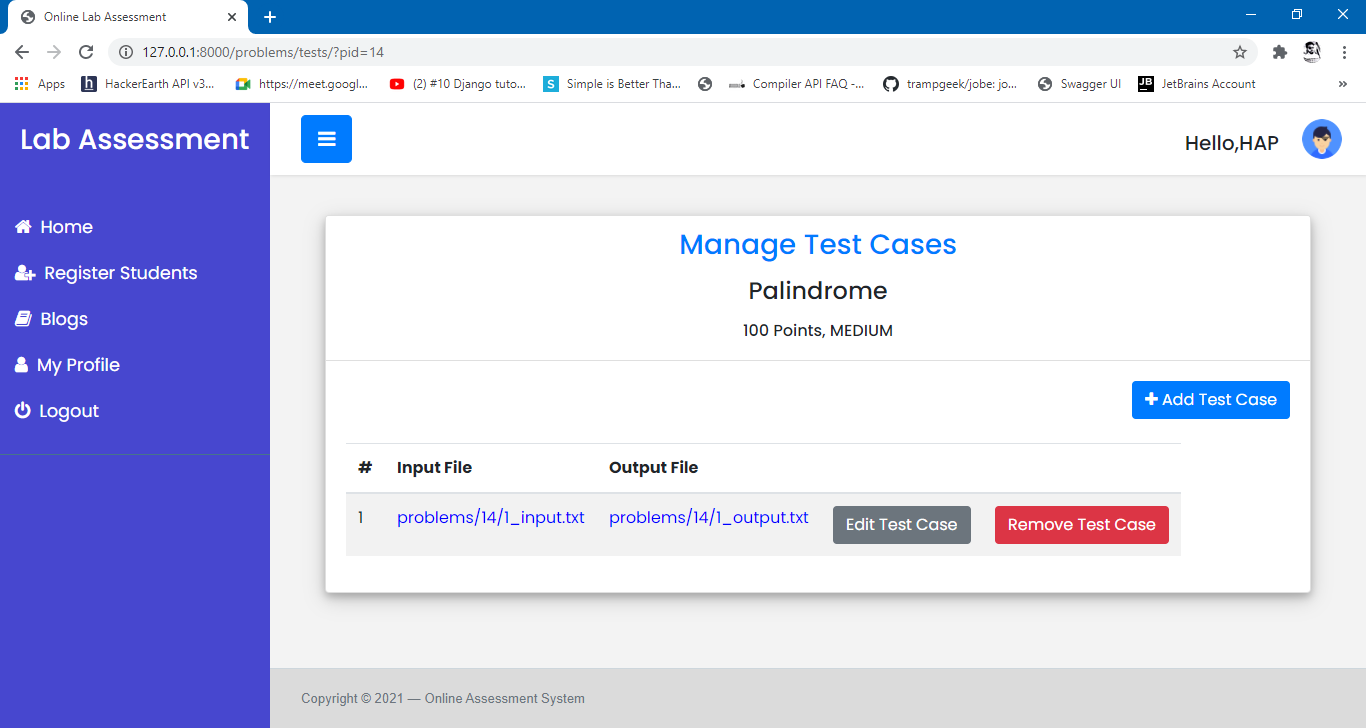 Online Lab Assessment
127.0.0.1:8000/problems/tests/?pid=14
Apps HackerEarth API v3... https://meet.googl... (2) #10 Django tuto... Simple is Better Tha... Compiler API FAQ -... trampgeek/jobe: jo... Swagger UI JetBrains Account »
Lab Assessment
Hello,HAP
Home
Register Students
Blogs
My Profile
Logout
Manage Test Cases
Palindrome
100 Points, MEDIUM
Add Test Case
# Input File Output File
1 problems/14/1_input.txt problems/14/1_output.txt Edit Test Case Remove Test Case
Copyright © 2021 — Online Assessment System